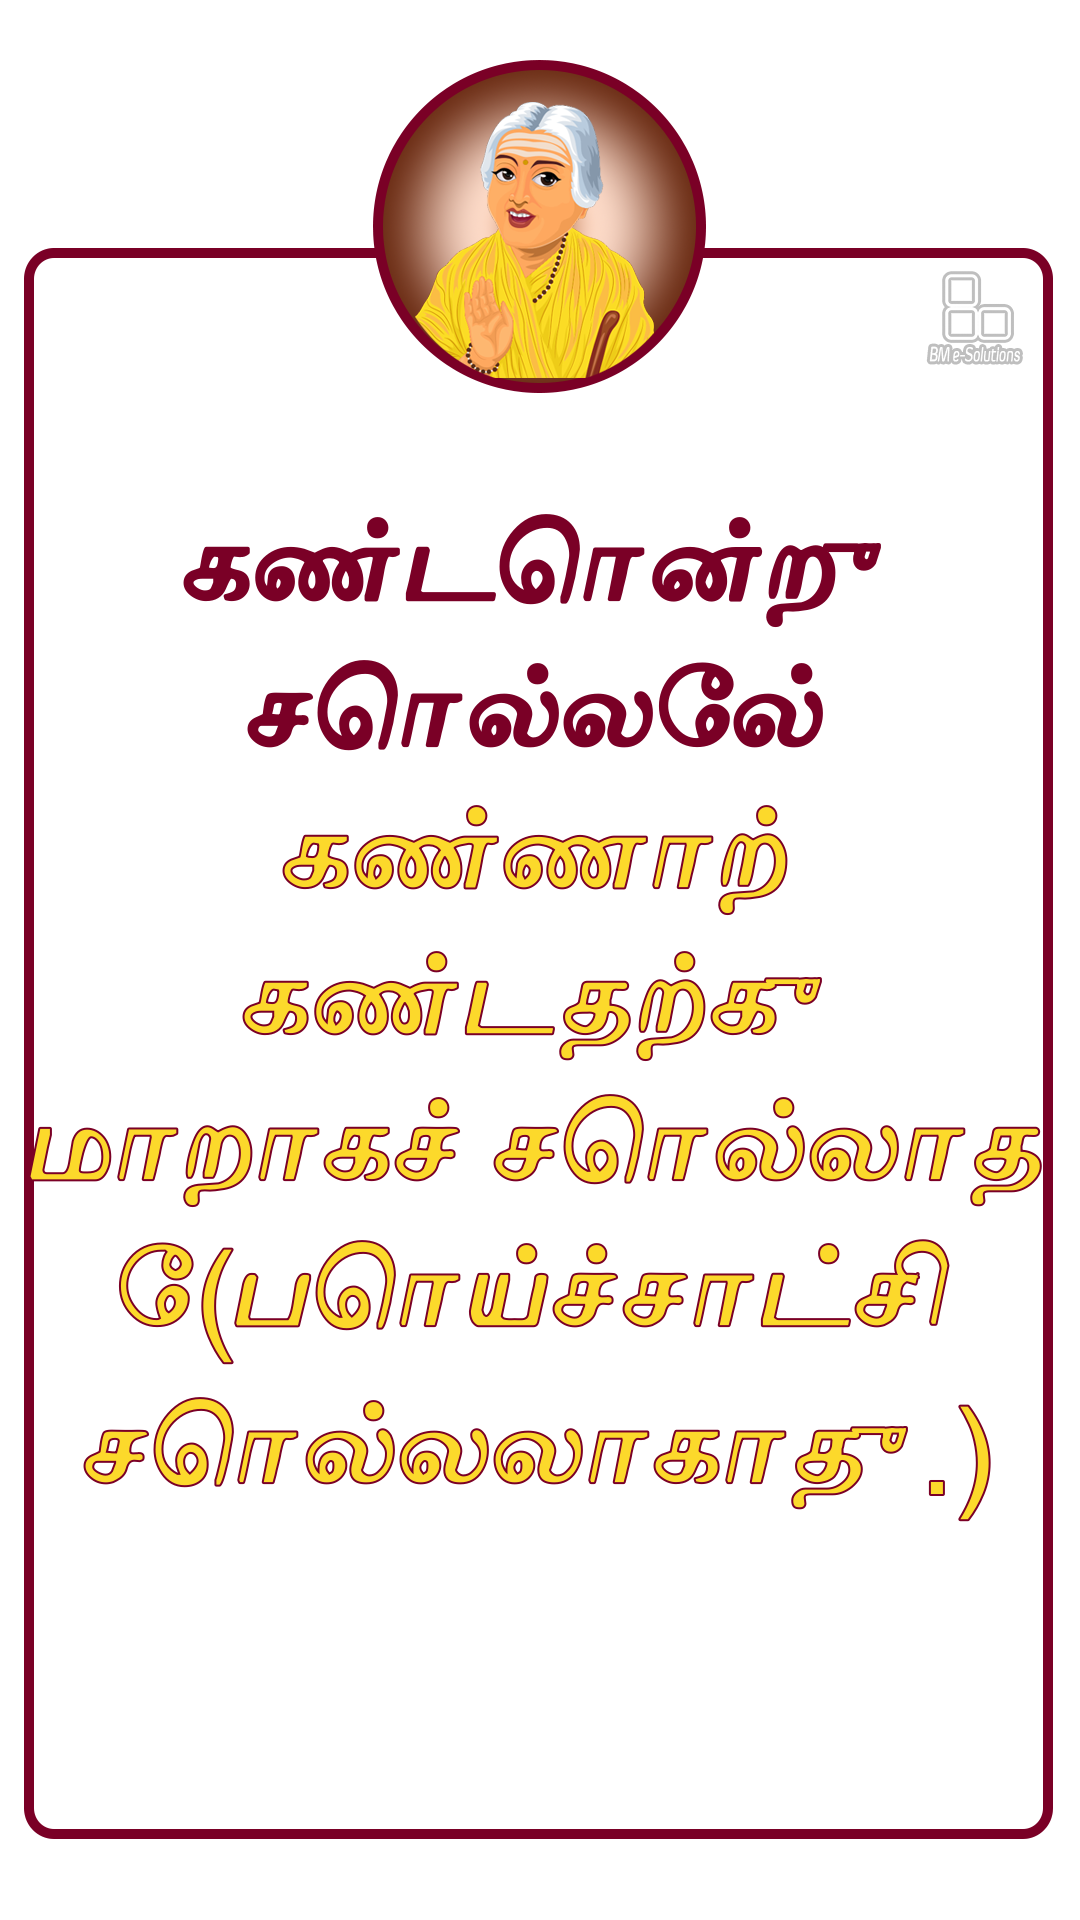 BM e-Solutions
கண்டொன்று
சொல்லேல்
கண்ணாற்
கண்டதற்கு
மாறாகச் சொல்லாத
ே(பொய்ச்சாட்சி
சொல்லலாகாது.)